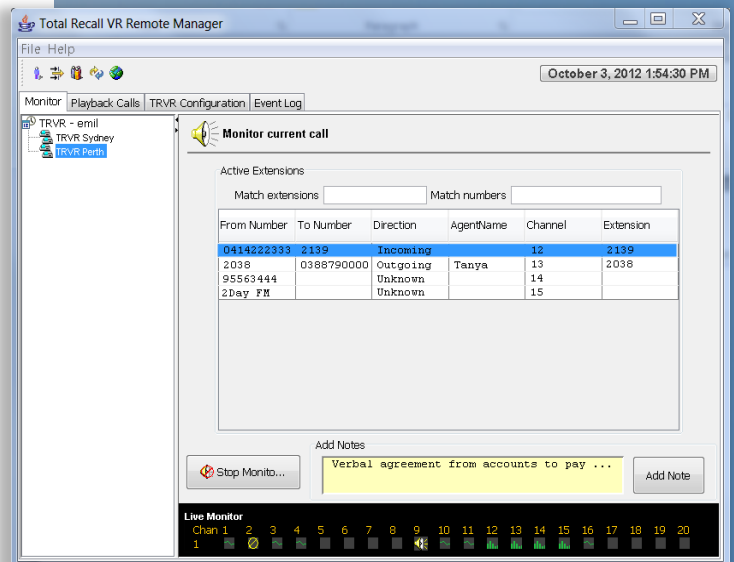 Total Recall VR Remote Manager
File Help
October 3, 2012 1:54:30 PM
Monitor Playback Calls TRVR Configuration Event Log
TRVR - emil
TRVR Sydney
TRVR Perth
Monitor current call
Active Extensions
Match extensions Match numbers
From Number To Number Direction AgentName Channel Extension
0414222333 2139 Incoming 12 2139
2038 0388790000 Outgoing Tanya 13 2038
95563444 Unknown 14
2Day FM Unknown 15
Add Notes
Stop Monito... Verbal agreement from accounts to pay ... Add Note
Live Monitor
Chan 1 2 3 4 5 6 7 8 9 10 11 12 13 14 15 16 17 18 19 20
1